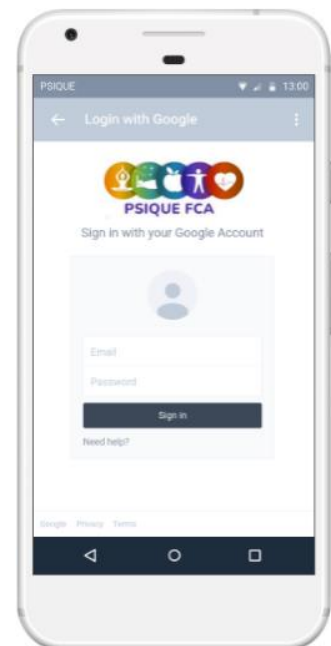 PSIQUE 13:00
Login with Google
PSIQUE FCA
Sign in with your Google Account
Email
Password
Sign in
Need help?
Google Privacy Terms